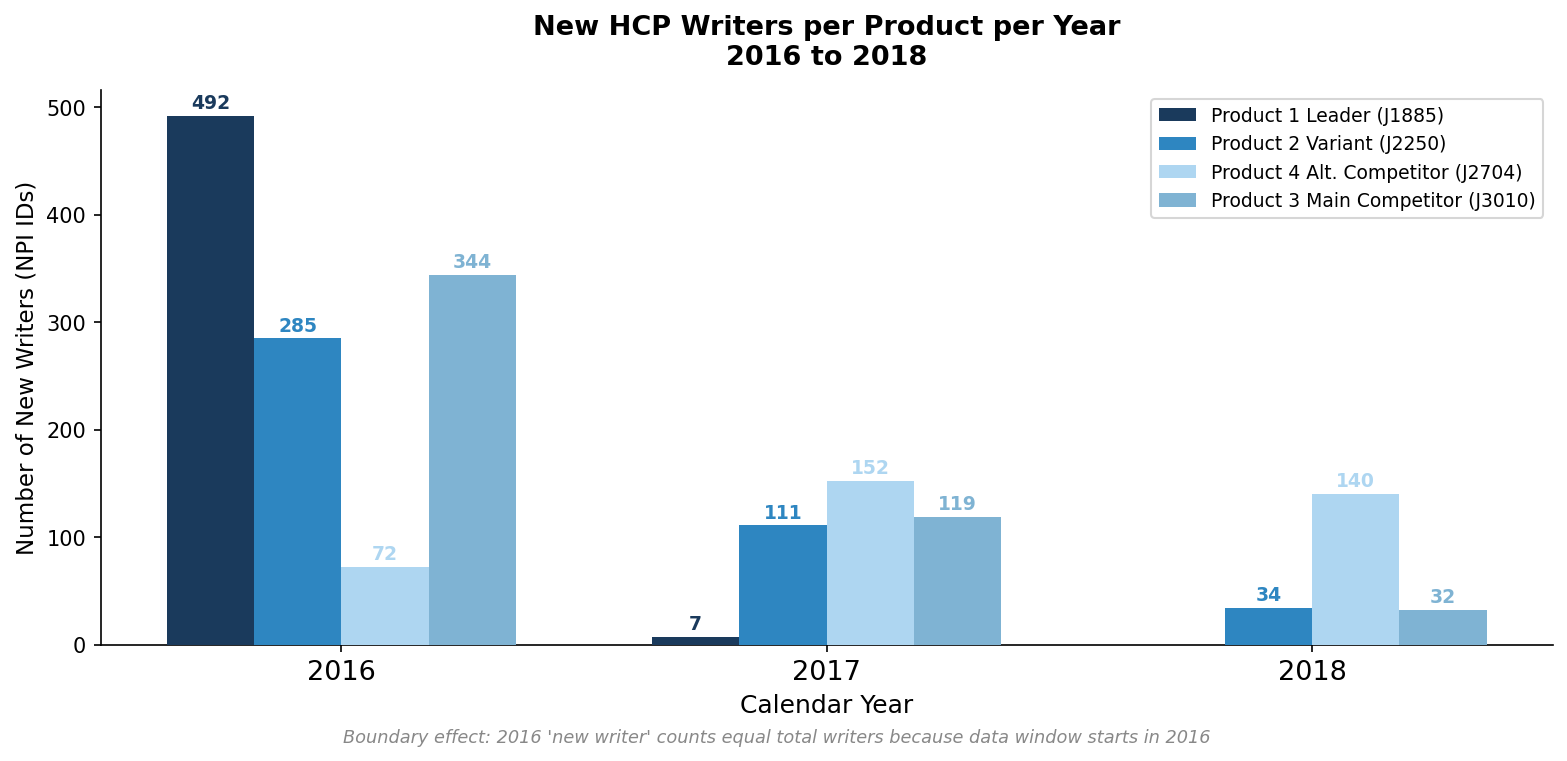 New HCP Writers per Product per Year
2016 to 2018
Number of New Writers (NPI IDs)
500
400
300
200
100
0
492
285
72
344
7
111
152
119
34
140
32
Product 1 Leader (J1885)
Product 2 Variant (J2250)
Product 4 Alt. Competitor (J2704)
Product 3 Main Competitor (J3010)
2016
2017
2018
Calendar Year
Boundary effect: 2016 'new writer' counts equal total writers because data window starts in 2016